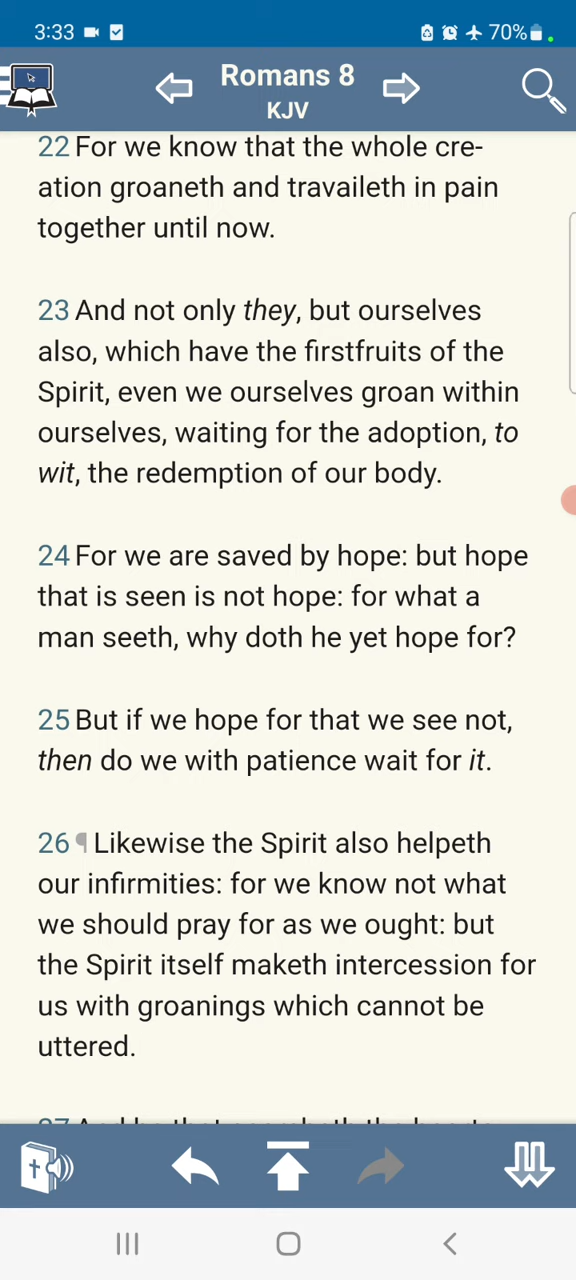 3:33 70%
Romans 8
KJV
22 For we know that the whole cre-
ation groaneth and travaileth in pain
together until now.
23 And not only they, but ourselves
also, which have the firstfruits of the
Spirit, even we ourselves groan within
ourselves, waiting for the adoption, to
wit, the redemption of our body.
24 For we are saved by hope: but hope
that is seen is not hope: for what a
man seeth, why doth he yet hope for?
25 But if we hope for that we see not,
then do we with patience wait for it.
26 ¶ Likewise the Spirit also helpeth
our infirmities: for we know not what
we should pray for as we ought: but
the Spirit itself maketh intercession for
us with groanings which cannot be
uttered.